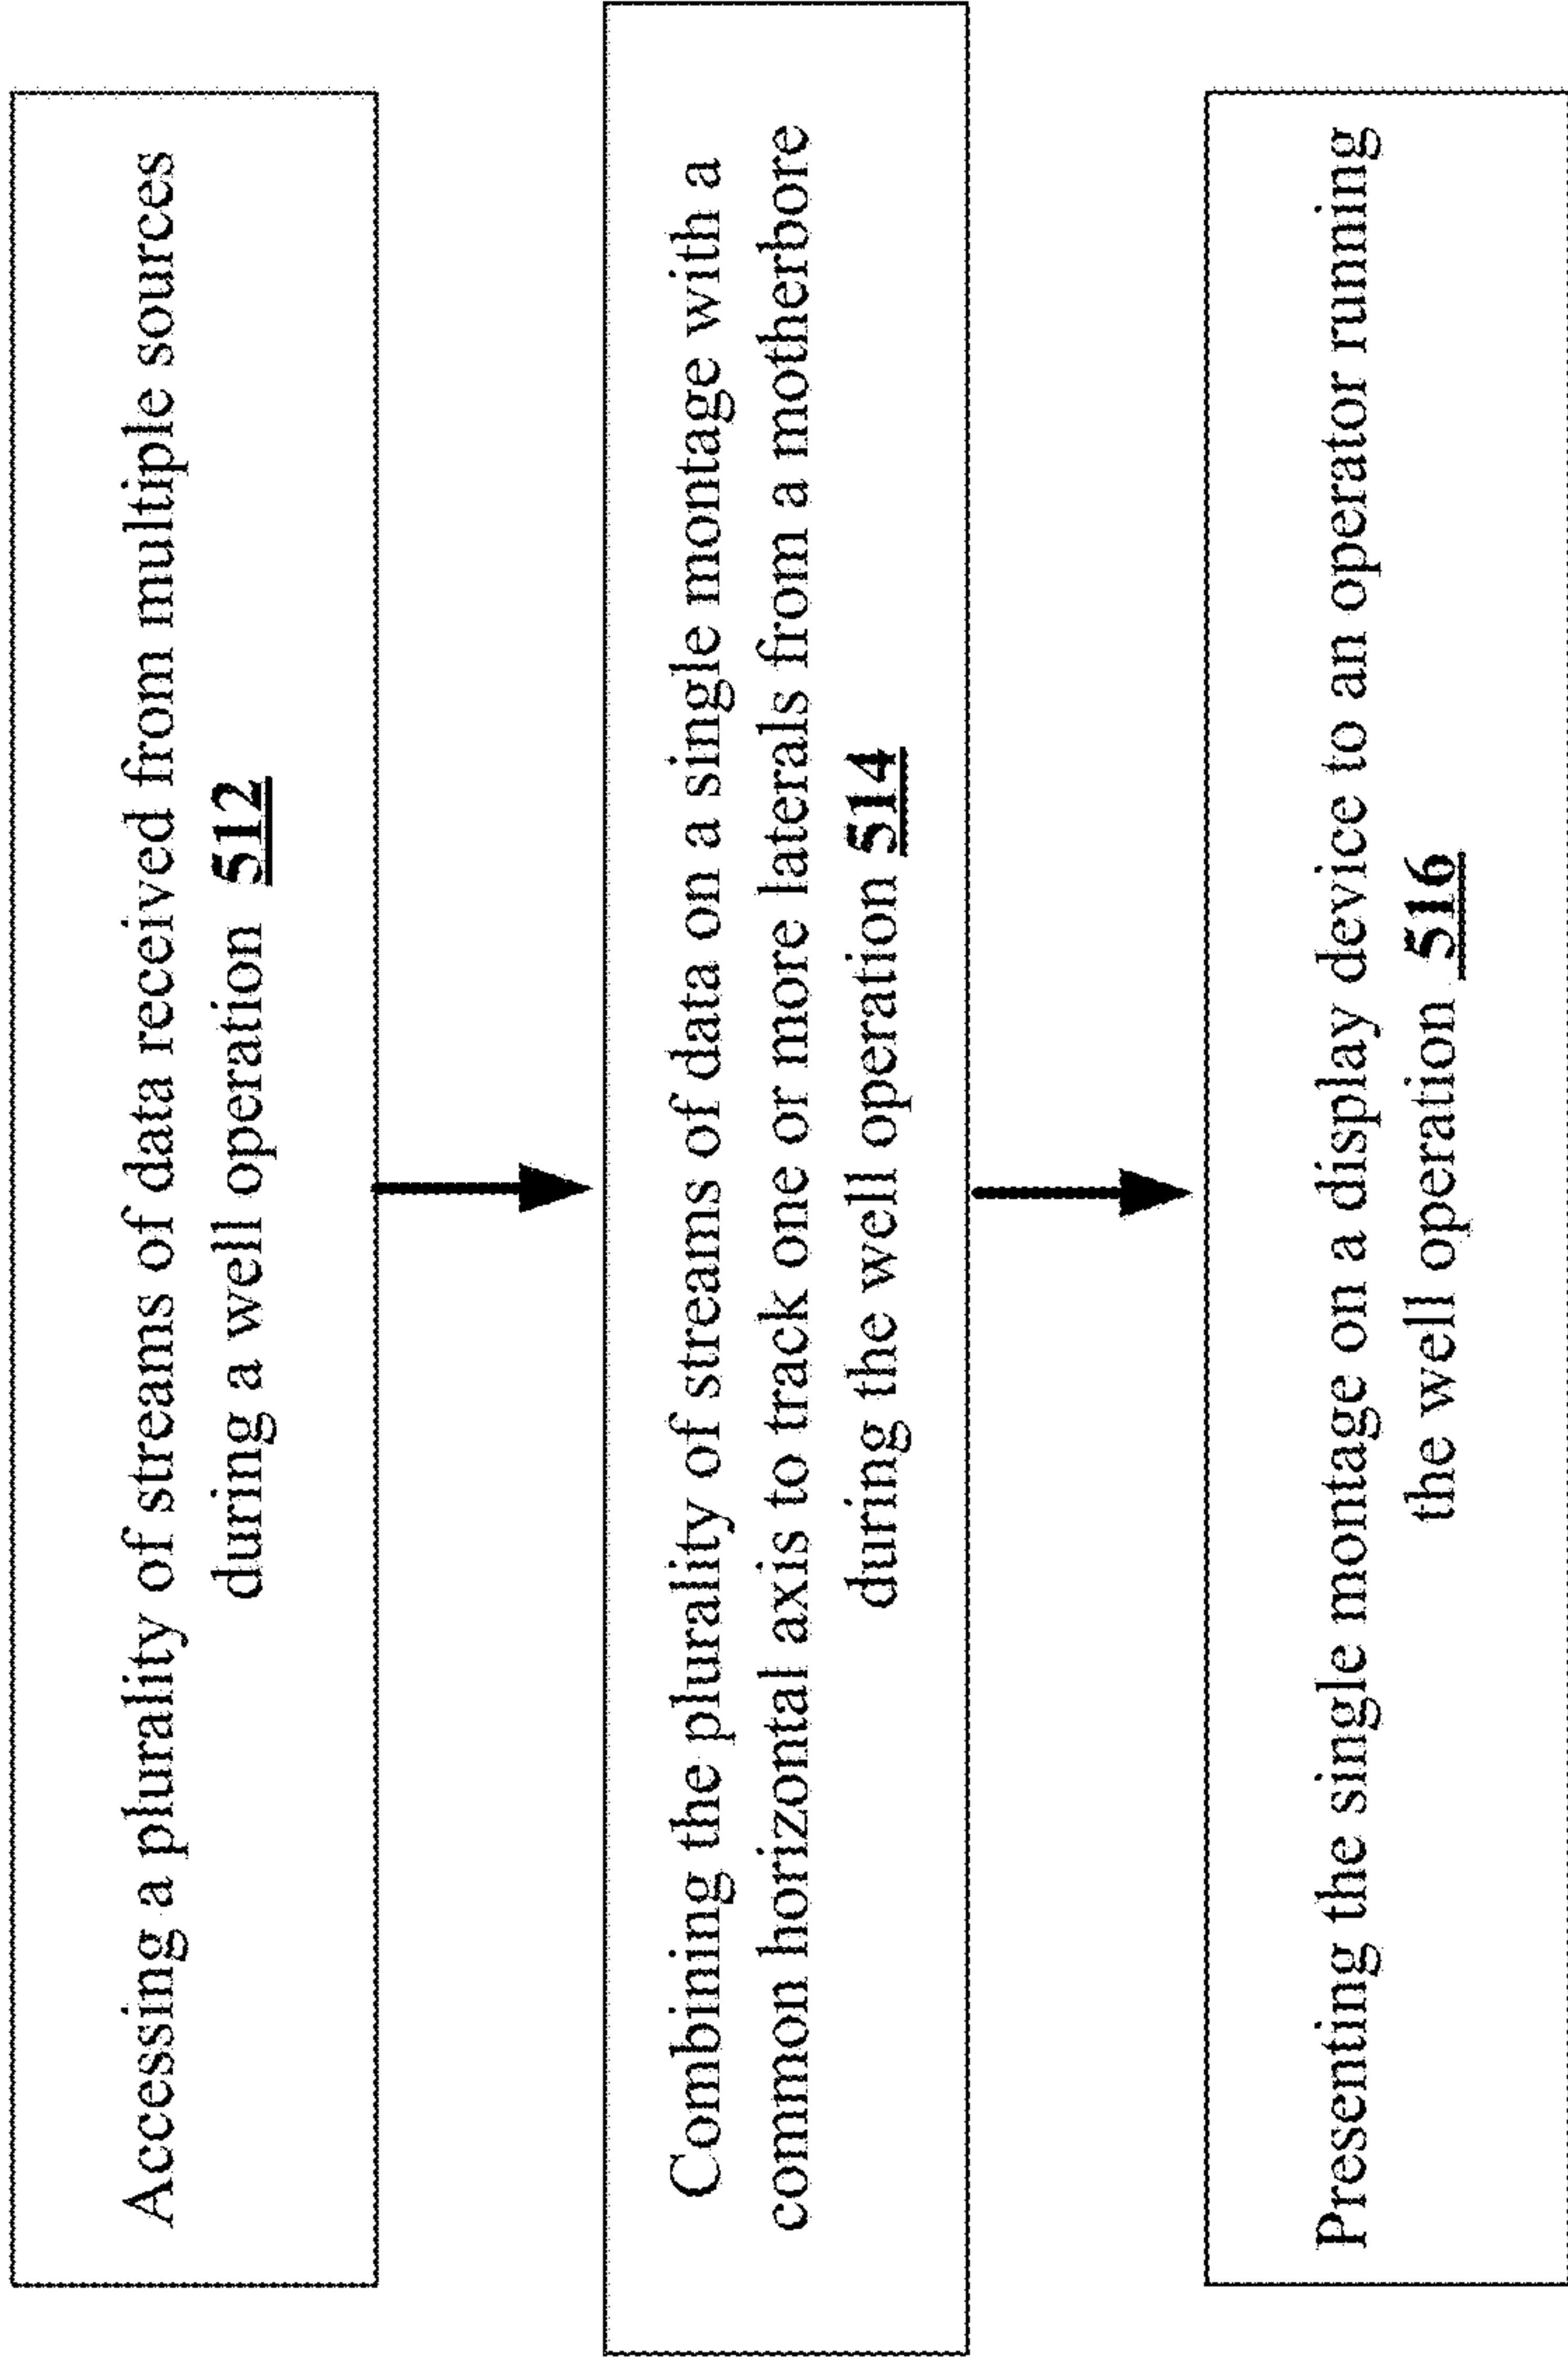 Accessing a plurality of streams of data received from multiple sources
during a well operation 512
Combining the plurality of streams of data on a single montage with a
common horizontal axis to track one or more laterals from a motherbore
during the well operation 514
Presenting the single montage on a display device to an operator running
the well operation 516